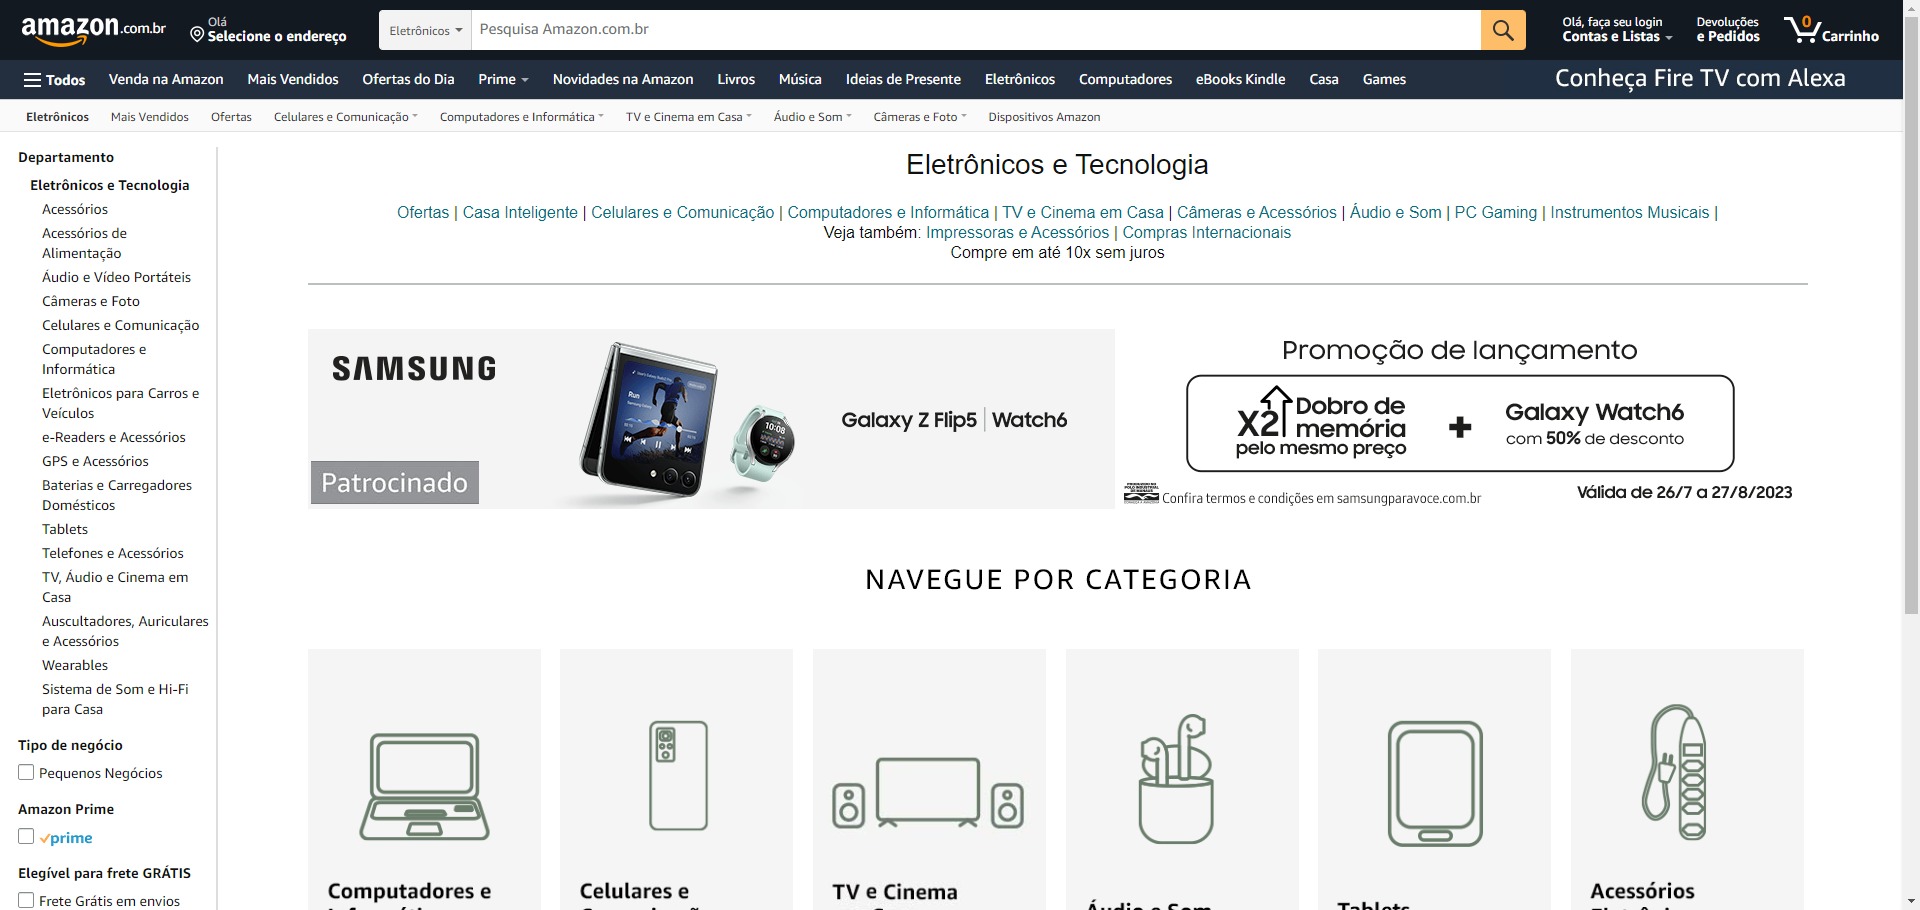 amazon.com.br
Olá
Selecione o endereço
Eletrônicos
Pesquisa Amazon.com.br
Olá, faça seu login
Contas e Listas
Devoluções
e Pedidos
0
Carrinho
Todos
Venda na Amazon
Mais Vendidos
Ofertas do Dia
Prime
Novidades na Amazon
Livros
Música
Ideias de Presente
Eletrônicos
Computadores
eBooks Kindle
Casa
Games
Conheça Fire TV com Alexa
Eletrônicos
Mais Vendidos
Ofertas
Celulares e Comunicação
Computadores e Informática
TV e Cinema em Casa
Áudio e Som
Câmeras e Foto
Dispositivos Amazon
Departamento
Eletrônicos e Tecnologia
Acessórios
Acessórios de
Alimentação
Áudio e Vídeo Portáteis
Câmeras e Foto
Celulares e Comunicação
Computadores e
Informática
Eletrônicos para Carros e
Veículos
e-Readers e Acessórios
GPS e Acessórios
Baterias e Carregadores
Domésticos
Tablets
Telefones e Acessórios
TV, Áudio e Cinema em
Casa
Auscultadores, Auriculares
e Acessórios
Wearables
Sistema de Som e Hi-Fi
para Casa
Tipo de negócio
Pequenos Negócios
Amazon Prime
prime
Elegível para frete GRÁTIS
Frete Grátis em envios
Eletrônicos e Tecnologia
Ofertas | Casa Inteligente | Celulares e Comunicação | Computadores e Informática | TV e Cinema em Casa | Câmeras e Acessórios | Áudio e Som | PC Gaming | Instrumentos Musicais |
Veja também: Impressoras e Acessórios | Compras Internacionais
Compre em até 10x sem juros
SAMSUNG
Patrocinado
Run
10:08
Galaxy Z Flip5 | Watch6
Promoção de lançamento
X2
Dobro de
memória
pelo mesmo preço
+
Galaxy Watch6
com 50% de desconto
Confira termos e condições em samsungparavoce.com.br
Válida de 26/7 a 27/8/2023
NAVEGUE POR CATEGORIA
Computadores e
Celulares e
TV e Cinema
Áudio e Som
Tablets
Acessórios